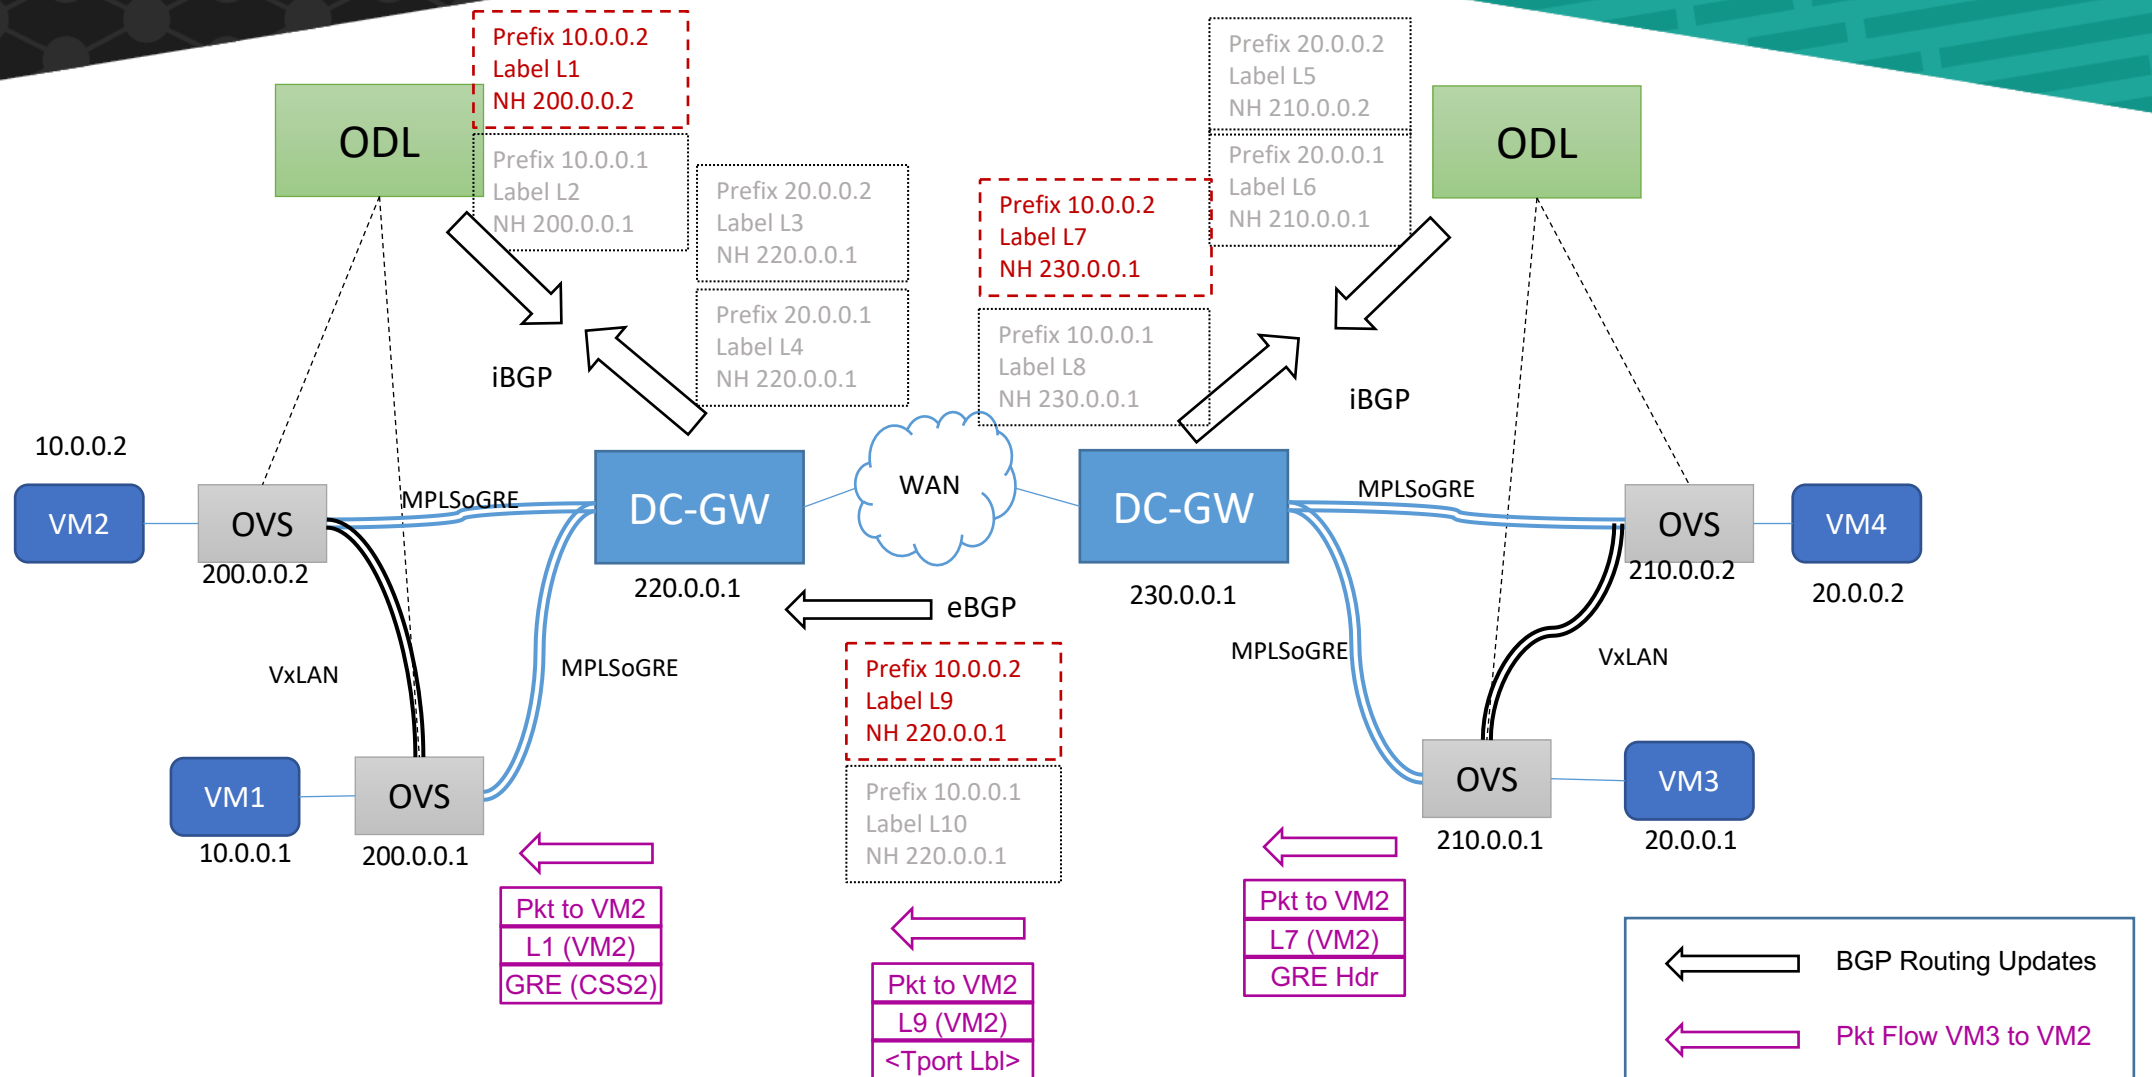 Prefix 10.0.0.2
Label L1
NH 200.0.0.2
Prefix 20.0.0.2
Label L5
NH 210.0.0.2
ODL
ODL
Prefix 10.0.0.1
Label L2
NH 200.0.0.1
Prefix 20.0.0.2
Label L3
NH 220.0.0.1
Prefix 10.0.0.2
Label L7
NH 230.0.0.1
Prefix 20.0.0.1
Label L6
NH 210.0.0.1
Prefix 20.0.0.1
Label L4
NH 220.0.0.1
Prefix 10.0.0.1
Label L8
NH 230.0.0.1
iBGP
iBGP
10.0.0.2
VM2
OVS
200.0.0.2
MPLSoGRE
DC-GW
220.0.0.1
WAN
DC-GW
230.0.0.1
MPLSoGRE
OVS
210.0.0.2
VM4
20.0.0.2
eBGP
VxLAN
MPLSoGRE
Prefix 10.0.0.2
Label L9
NH 220.0.0.1
MPLSoGRE
VxLAN
VM1
10.0.0.1
OVS
200.0.0.1
Prefix 10.0.0.1
Label L10
NH 220.0.0.1
OVS
210.0.0.1
VM3
20.0.0.1
Pkt to VM2
L1 (VM2)
GRE (CSS2)
Pkt to VM2
L9 (VM2)
<Tport Lbl>
Pkt to VM2
L7 (VM2)
GRE Hdr
BGP Routing Updates
Pkt Flow VM3 to VM2